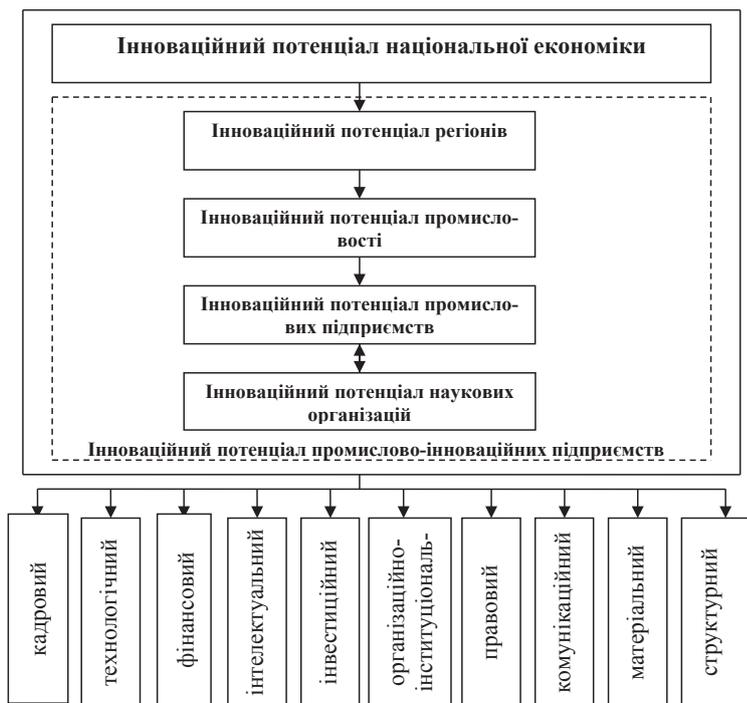 Інноваційний потенціал національної економіки
Інноваційний потенціал регіонів
Інноваційний потенціал промисло-
вості
Інноваційний потенціал промисло-
вих підприємств
Інноваційний потенціал наукових
організацій
Інноваційний потенціал промислово-інноваційних підприємств
кадровий
технологічний
фінансовий
інтелектуальний
інвестиційний
організаційно-
інституціональ-
правовий
комунікаційний
матеріальний
структурний